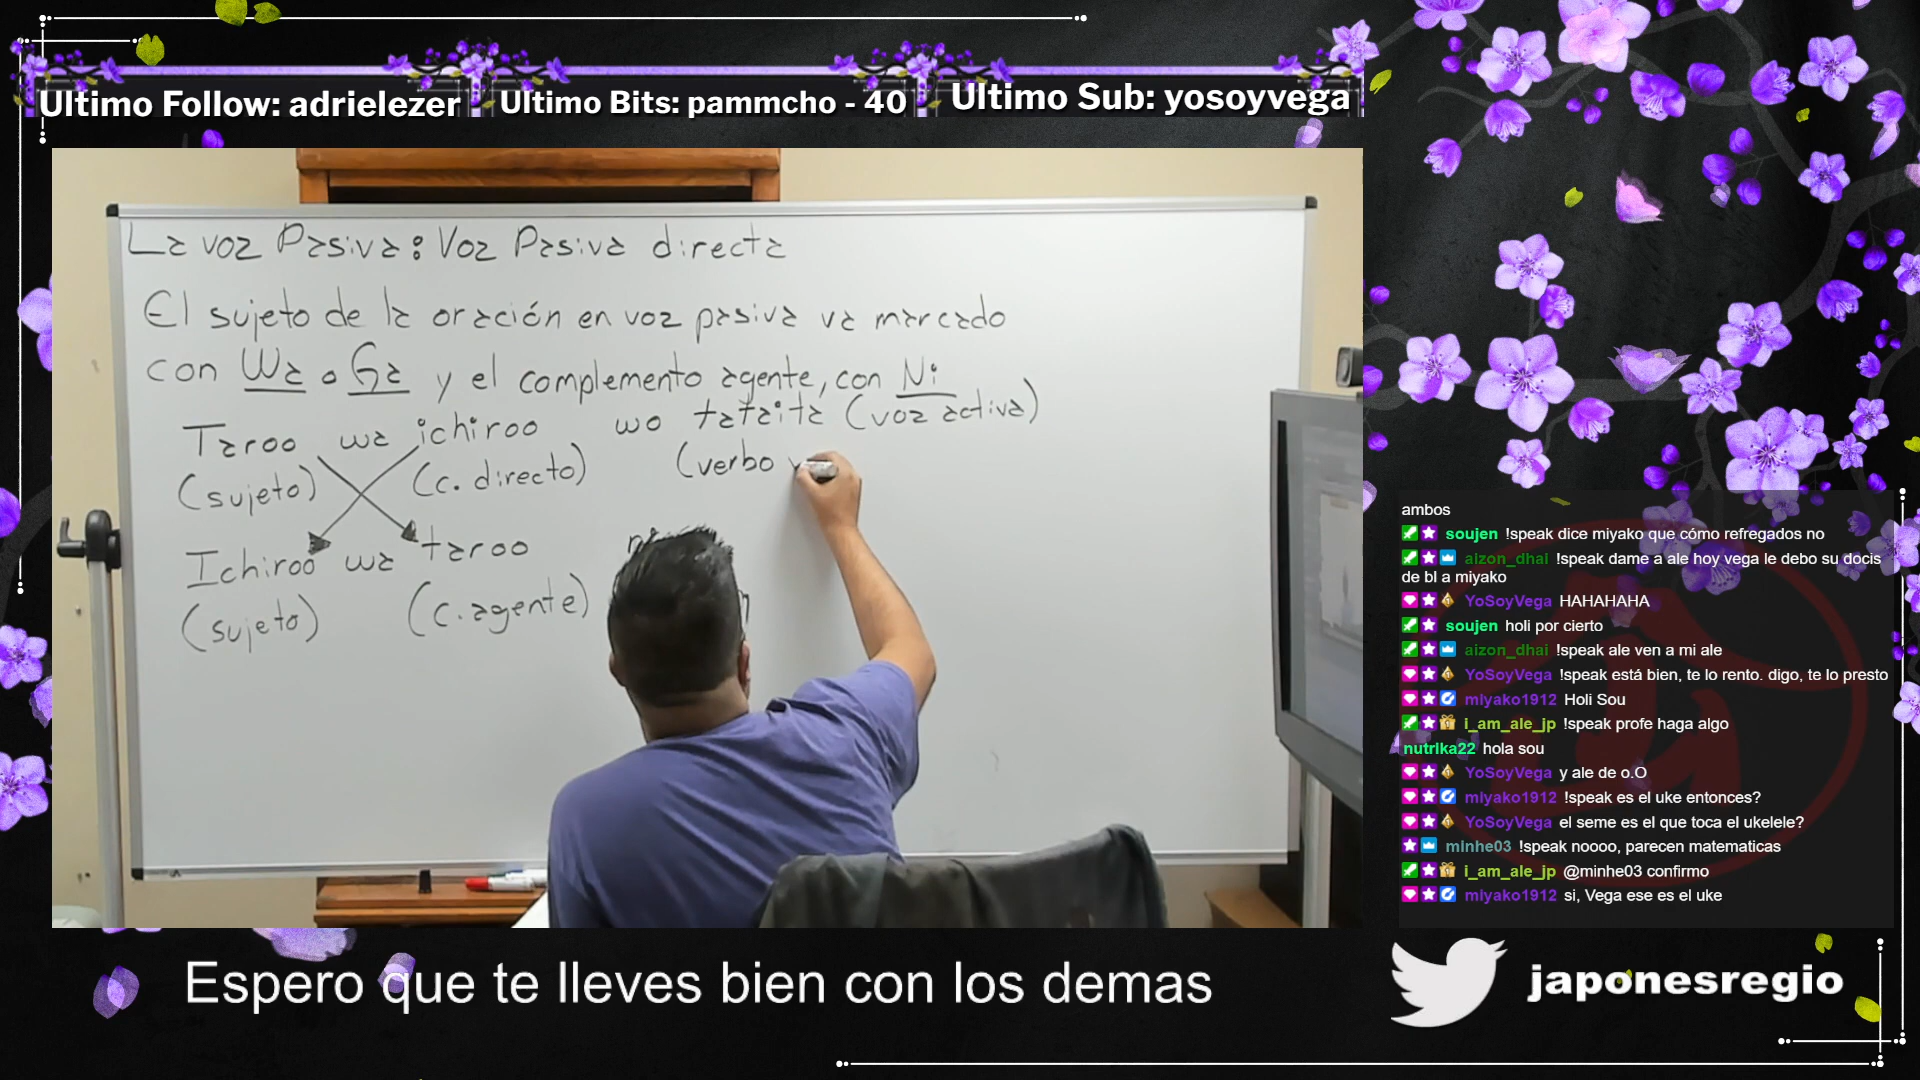 Ultimo Follow: adrielezer
Ultimo Bits: pammcho - 40
Ultimo Sub: yosoyvega
La voz Pasiva: Voz Pasiva directa
El sujeto de la oración en voz pasiva va marcado
con Wa o Ga y el complemento agente, con Ni
Taroo wa ichiroo wo tataita (voz activa)
(sujeto) (c. directo) (verbo
Ichiroo wa taroo
(sujeto) (c. agente)
ambos
soujen !speak dice miyako que cómo refregados no
aizon_dhai !speak dame a ale hoy vega le debo su docis
de bl a miyako
YoSoyVega HAHAHAHA
soujen holi por cierto
aizon_dhai !speak ale ven a mi ale
YoSoyVega !speak está bien, te lo rento. digo, te lo presto
miyako1912 Holi Sou
i_am_ale_jp !speak profe haga algo
nutrika22 hola sou
YoSoyVega y ale de o.O
miyako1912 !speak es el uke entonces?
YoSoyVega el seme es el que toca el ukelele?
minhe03 !speak noooo, parecen matematicas
i_am_ale_jp @minhe03 confirmo
miyako1912 si, Vega ese es el uke
Espero que te lleves bien con los demas
japonesregio